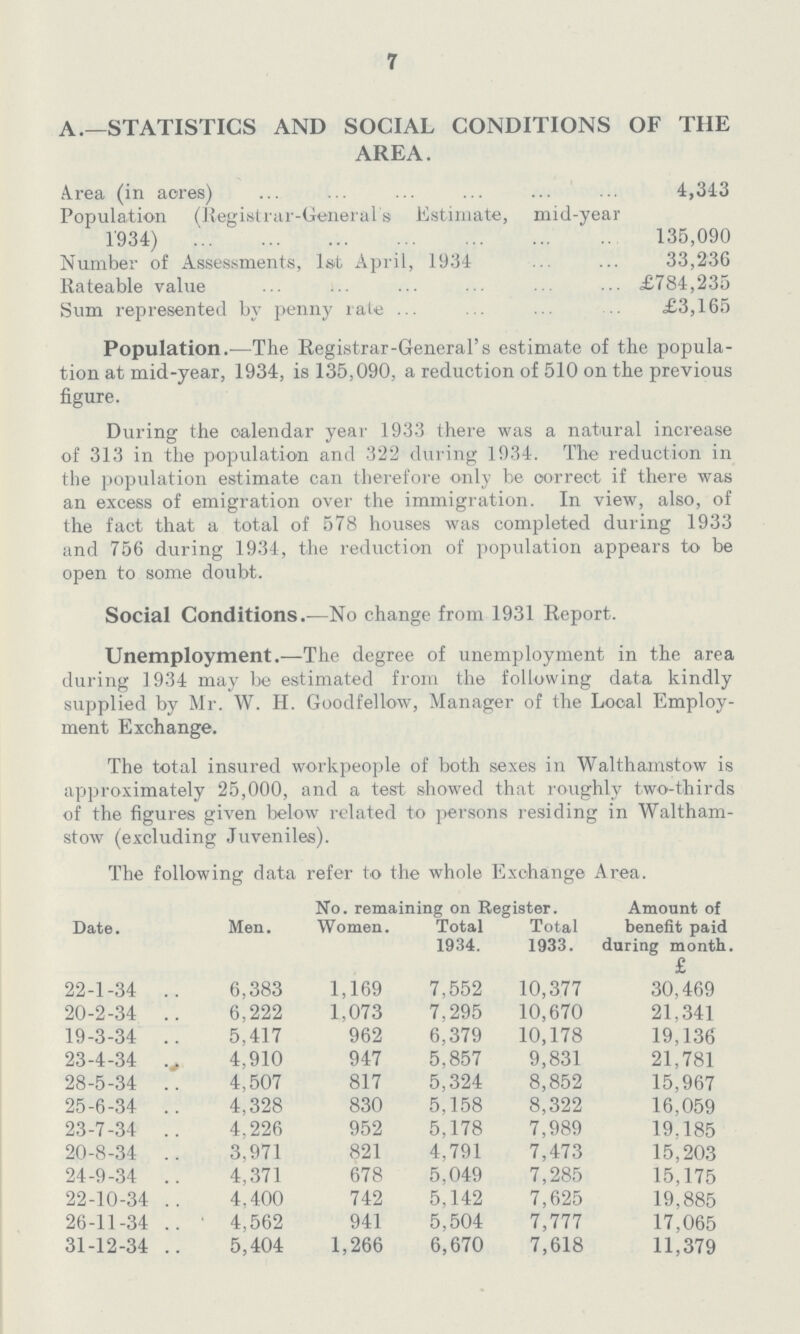 7
A.—STATISTICS AND SOCIAL CONDITIONS OF THE
AREA.
Area (in acres) ... ... ... ... ... ... 4,343
Population (Registrar-General's Estimate, mid-year
1934) ... ... ... ... ... ... .. 135,090
Number of Assessments, 1st April, 1934 ... ... 33,236
Rateable value ... ... ... ... ... ... £784,235
Sum represented by penny rate ... ... ... ... £3,165
Population.—The Registrar-General's estimate of the popula-
tion at mid-year, 1934, is 135,090, a reduction of 510 on the previous
figure.
During the calendar year 1933 there was a natural increase
of 313 in the population and 322 during 1934. The reduction in
the population estimate can therefore only be correct if there was
an excess of emigration over the immigration. In view, also, of
the fact that a total of 578 houses was completed during 1933
and 756 during 1934, the reduction of population appears to be
open to some doubt.
Social Conditions.—No change from 1931 Report.
Unemployment.—The degree of unemployment in the area
during 1934 may be estimated from the following data kindly
supplied by Mr. W. H. Goodfellow, Manager of the Local Employ-
ment Exchange.
The total insured workpeople of both sexes in Walthamstow is
approximately 25,000, and a test showed that roughly two-thirds
of the figures given below related to persons residing in Waltham-
stow (excluding Juveniles).
The following data refer to the whole Exchange Area.
No. remaining on Register. Amount of
Date. Men. Women. Total Total benefit paid
1934. 1933. during month.
£
22-1-34 .. 6,383 1,169 7,552 10,377 30,469
20-2-34 .. 6,222 1,073 7,295 10,670 21,341
19-3-34 .. 5,417 962 6,379 10,178 19,136
23-4-34 .. 4,910 947 5,857 9,831 21,781
28-5-34 .. 4,507 817 5,324 8,852 15,967
25-6-34 .. 4,328 830 5,158 8,322 16,059
23-7-34 .. 4,226 952 5,178 7,989 19,185
20-8-34 .. 3,971 821 4,791 7,473 15,203
24-9-34 .. 4,371 678 5,049 7,285 15,175
22-10-34 .. 4,400 742 5,142 7,625 19,885
26-11-34 .. 4,562 941 5,504 7,777 17,065
31-12-34 .. 5,404 1,266 6,670 7,618 11,379